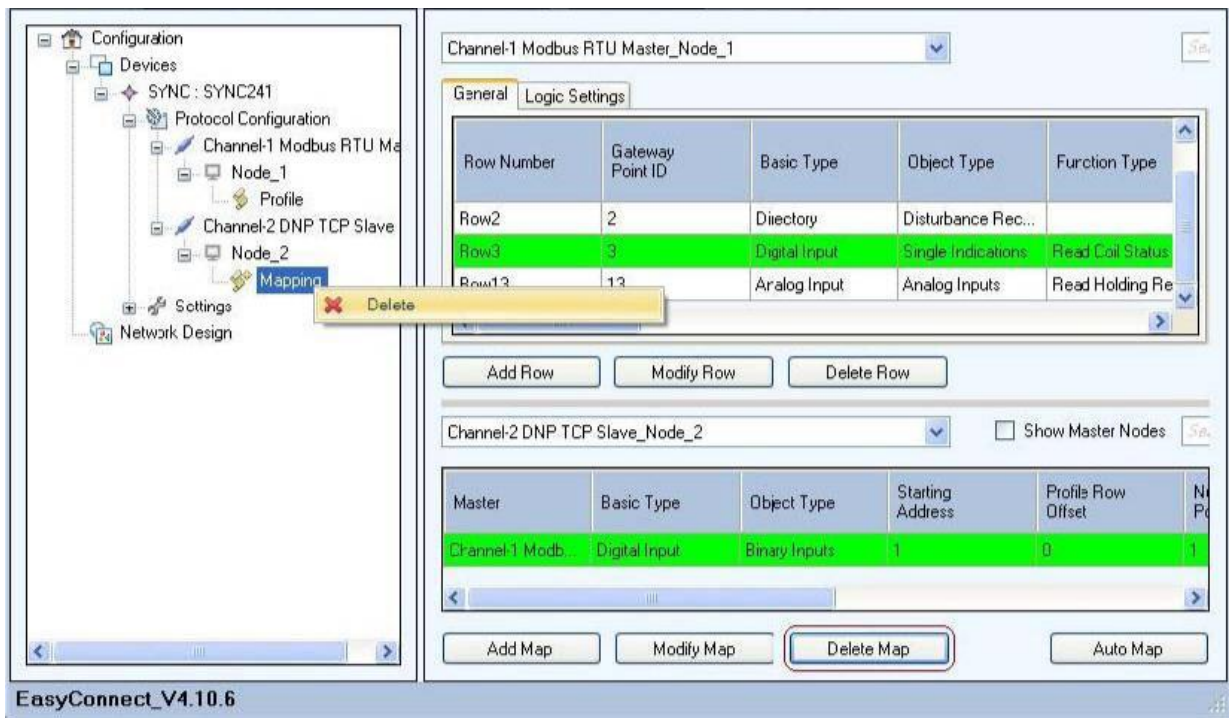 Configuration
Devices
SYNC : SYNC241
Protocol Configuration
Channel-1 Modbus RTU Ma
Node_1
Profile
Channel-2 DNP TCP Slave
Node_2
Mapping
Delete
Settings
Network Design
Channel-1 Modbus RTU Master_Node_1
General Logic Settings
Row Number Gateway Point ID Basic Type Object Type Function Type
Row2 2 Directory Disturbance Rec...
Row3 3 Digital Input Single Indications Read Coil Status
Row13 13 Analog Input Analog Inputs Read Holding Re
Add Row Modify Row Delete Row
Channel-2 DNP TCP Slave_Node_2 Show Master Nodes
Master Basic Type Object Type Starting Address Profile Row Offset
Channel-1 Modb... Digital Input Binary Inputs 1 0 1
Add Map Modify Map Delete Map Auto Map
EasyConnect_V4.10.6